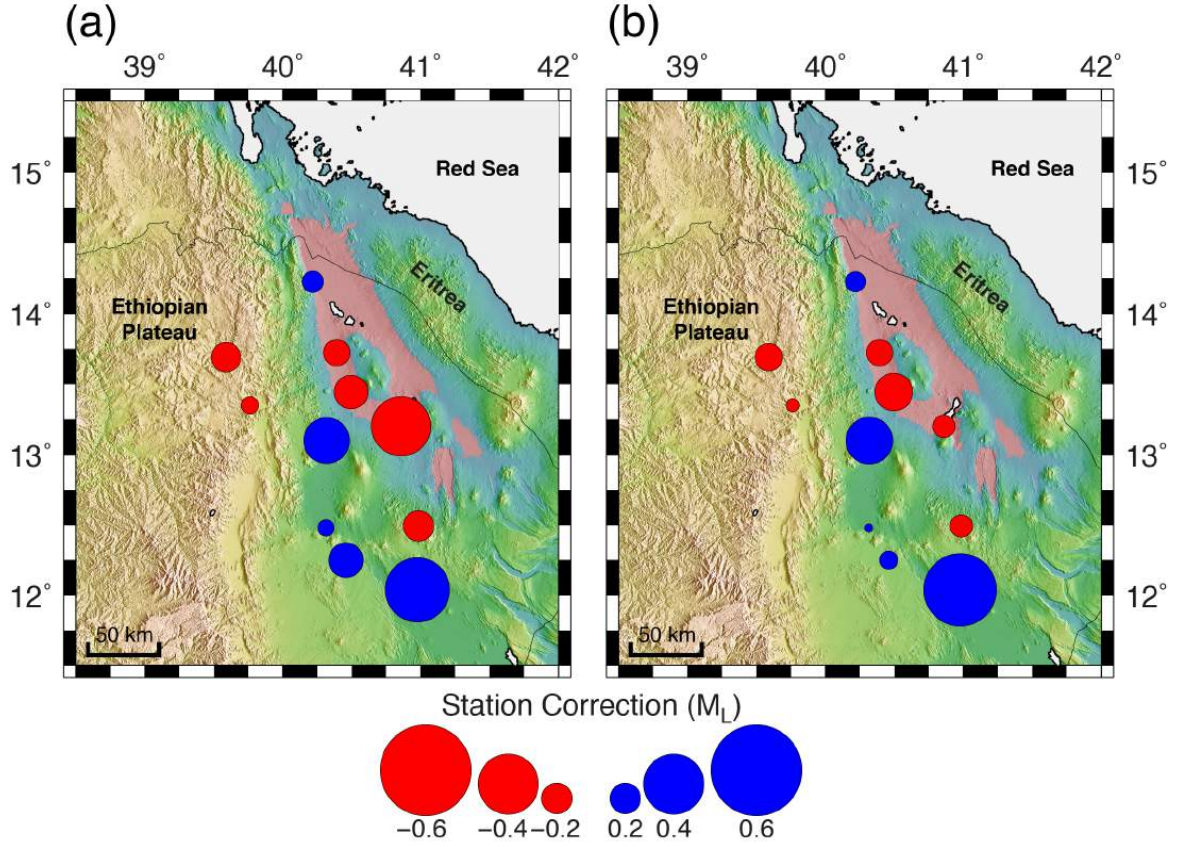 (a) (b)
39° 40° 41° 42° 39° 40° 41° 42°
15° Red Sea Red Sea 15°
Eritrea Eritrea
Ethiopian Ethiopian
14° Plateau Plateau 14°
13° 13°
12° 12°
50 km 50 km
Station Correction (M_L)
−0.6 −0.4 −0.2 0.2 0.4 0.6